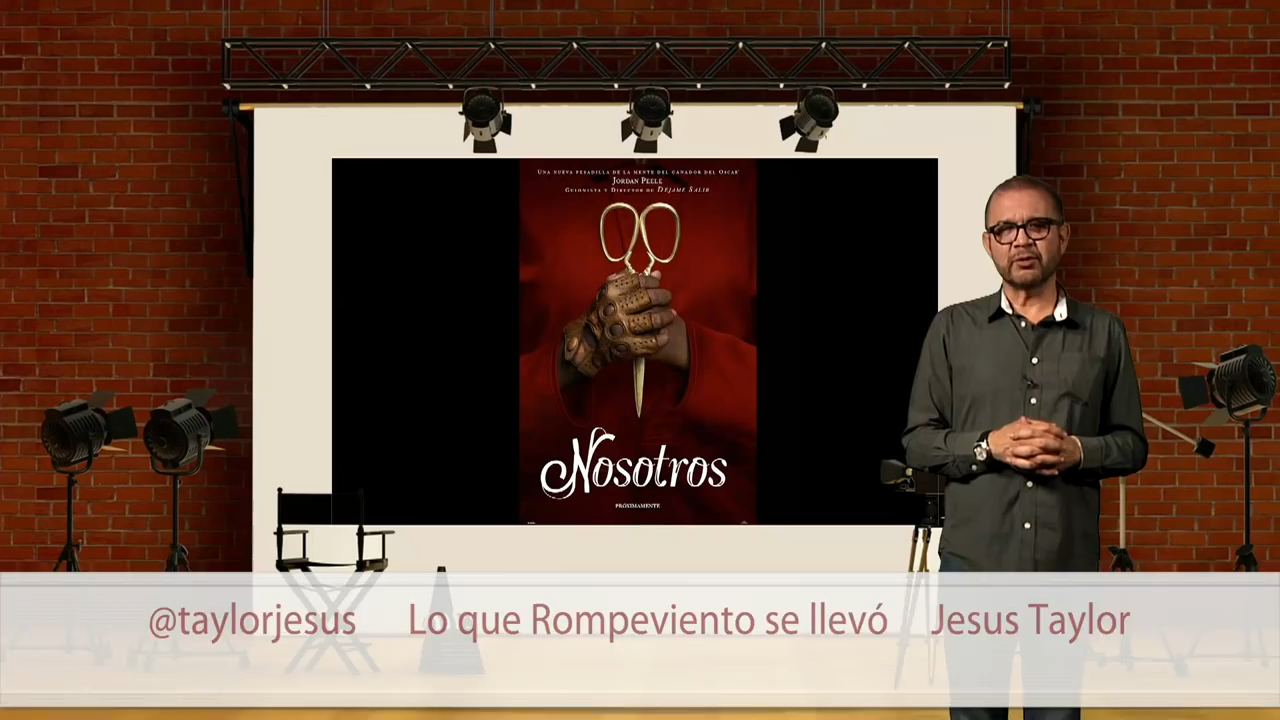 UNA NUEVA PESADILLA DE LA MENTE DEL GANADOR DEL OSCAR
JORDAN PEELE
GUIONISTA Y DIRECTOR DE DÉJAME SALIR
Nosotros
PRÓXIMAMENTE
@taylorjesus Lo que Rompeviento se llevó Jesus Taylor